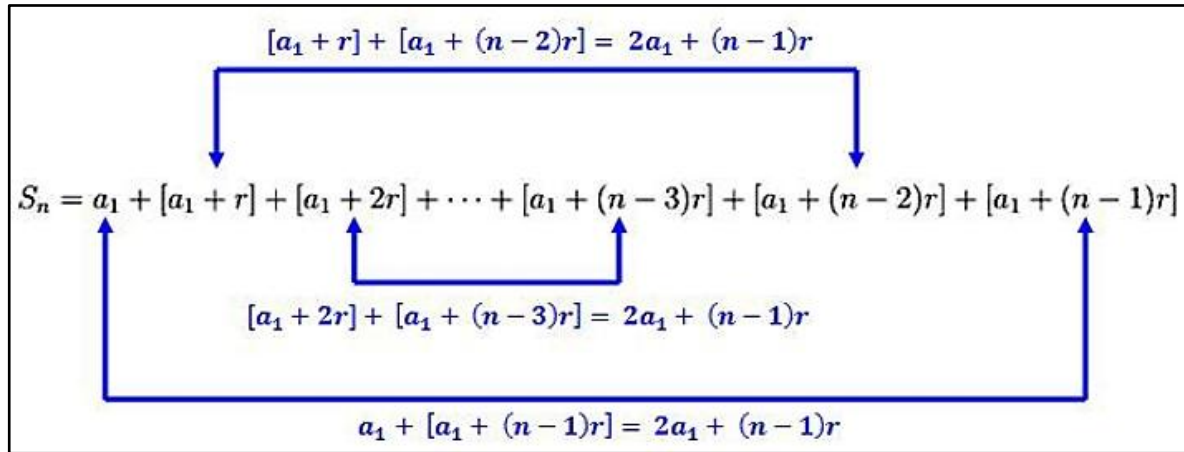 [a₁ + r] + [a₁ + (n − 2)r] = 2a₁ + (n − 1)r
Sₙ = a₁ + [a₁ + r] + [a₁ + 2r] + ⋯ + [a₁ + (n − 3)r] + [a₁ + (n − 2)r] + [a₁ + (n − 1)r]
[a₁ + 2r] + [a₁ + (n − 3)r] = 2a₁ + (n − 1)r
a₁ + [a₁ + (n − 1)r] = 2a₁ + (n − 1)r